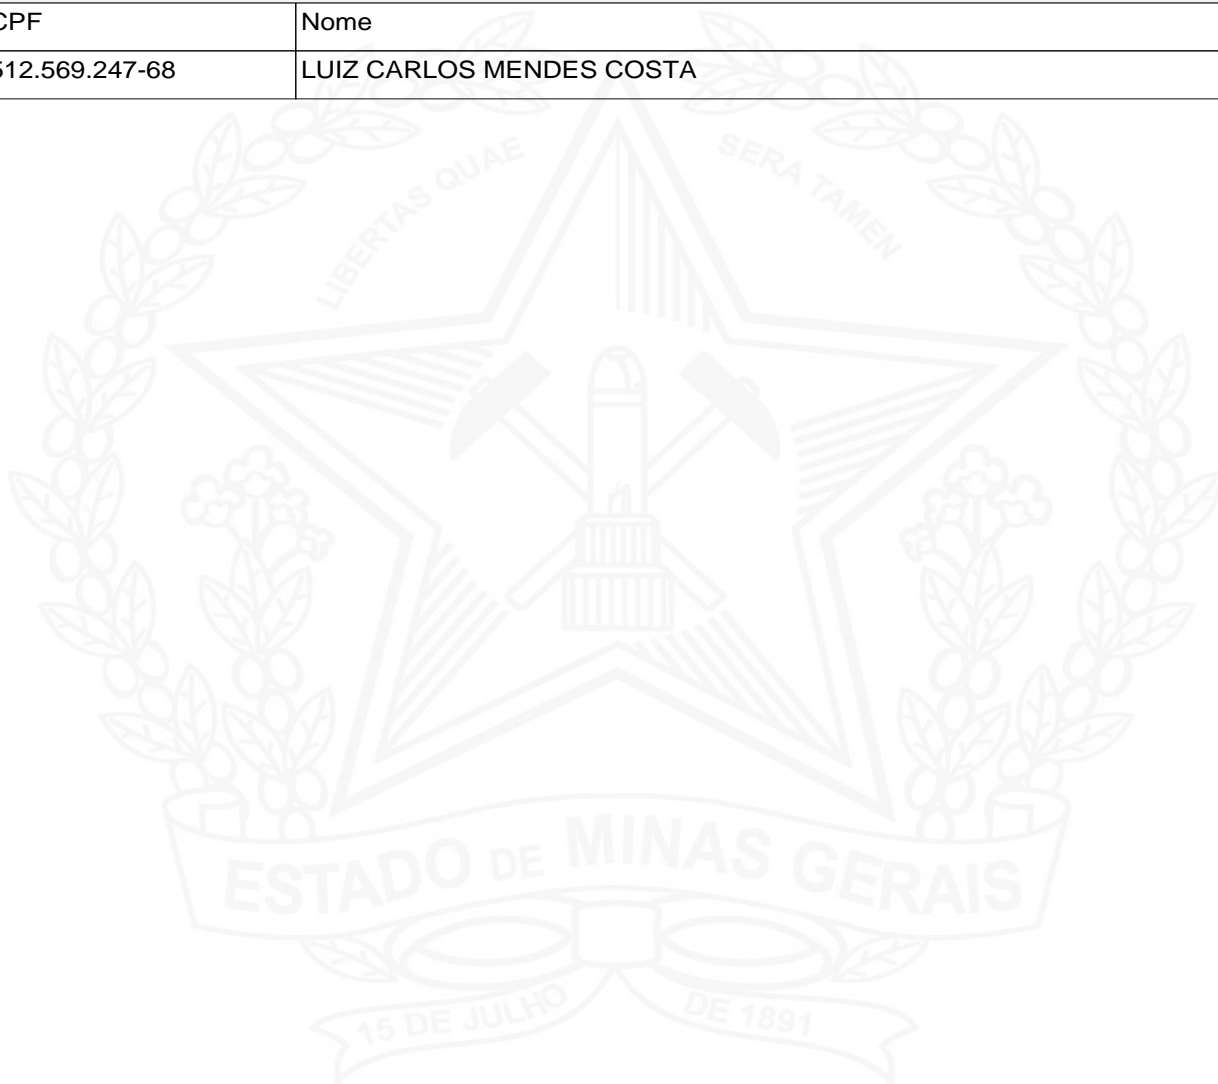 CPF Nome
512.569.247-68 LUIZ CARLOS MENDES COSTA
LIBERTAS QUAE SERA TAMEN
ESTADO DE MINAS GERAIS
15 DE JULHO DE 1891